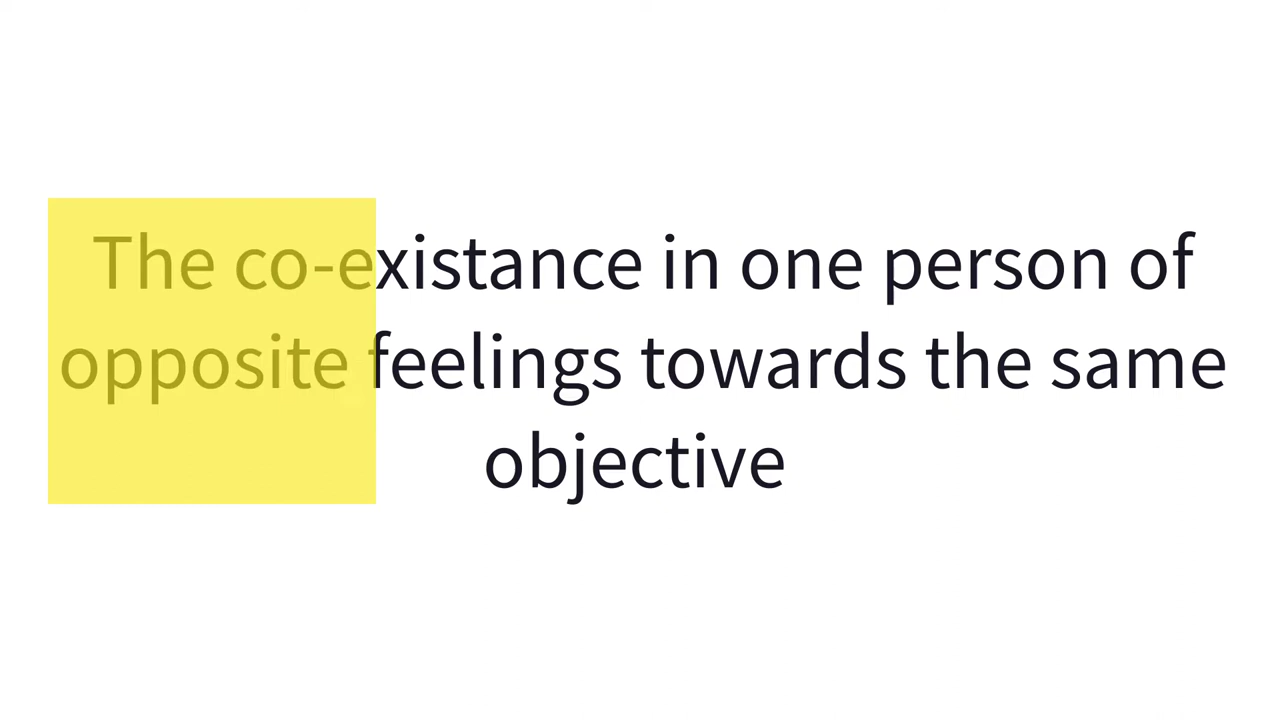 The co-existance in one person of
opposite feelings towards the same
objective